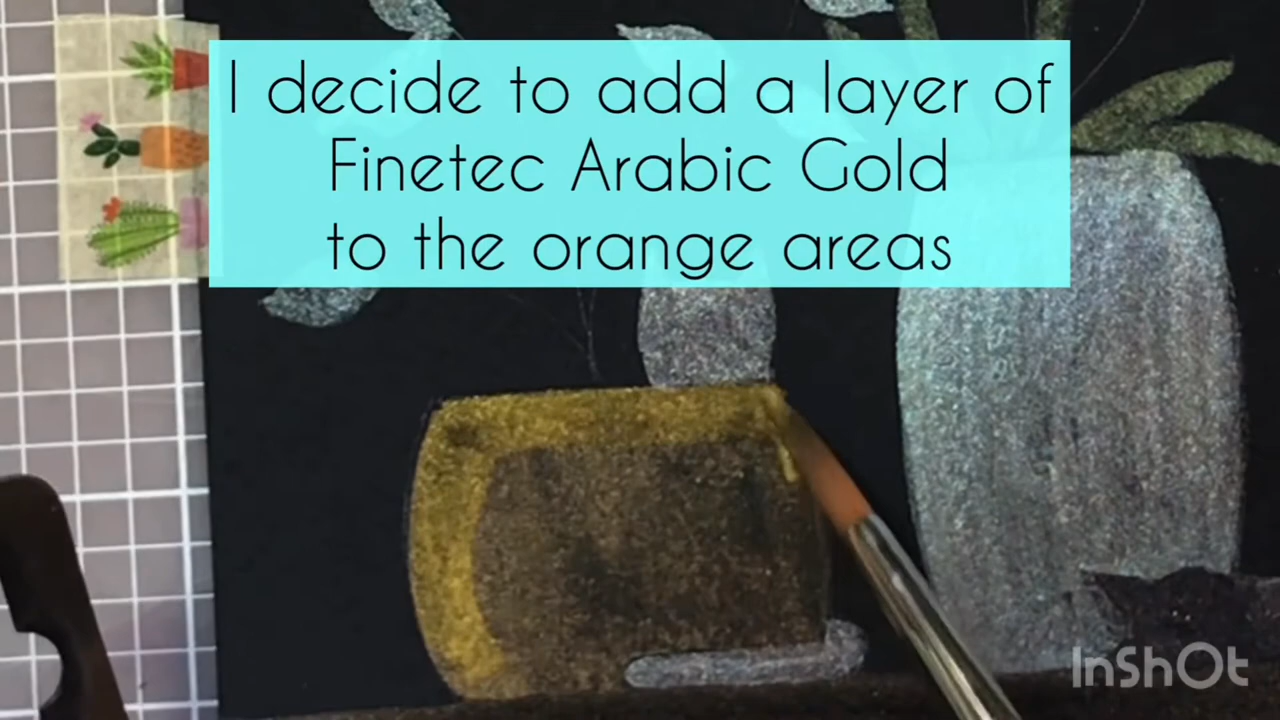 I decide to add a layer of
Finetec Arabic Gold
to the orange areas
InShOt